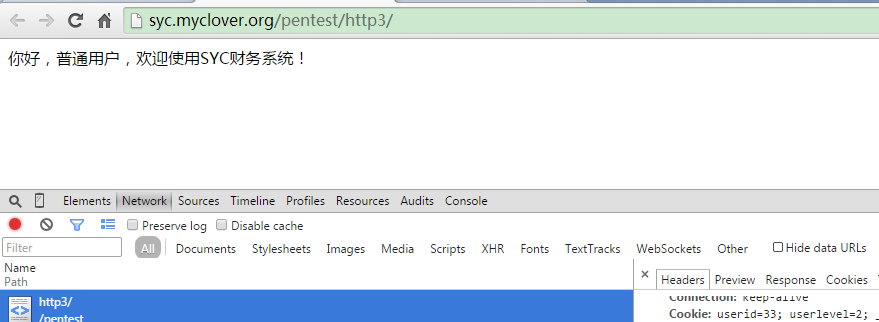 syc.myclover.org/pentest/http3/
你好，普通用户，欢迎使用SYC财务系统！
Elements Network Sources Timeline Profiles Resources Audits Console
Preserve log Disable cache
Filter All Documents Stylesheets Images Media Scripts XHR Fonts TextTracks WebSockets Other Hide data URLs
Name
Path
× Headers Preview Response Cookies
http3/
/pentest
Connection: keep-alive
Cookie: userid=33; userlevel=2;